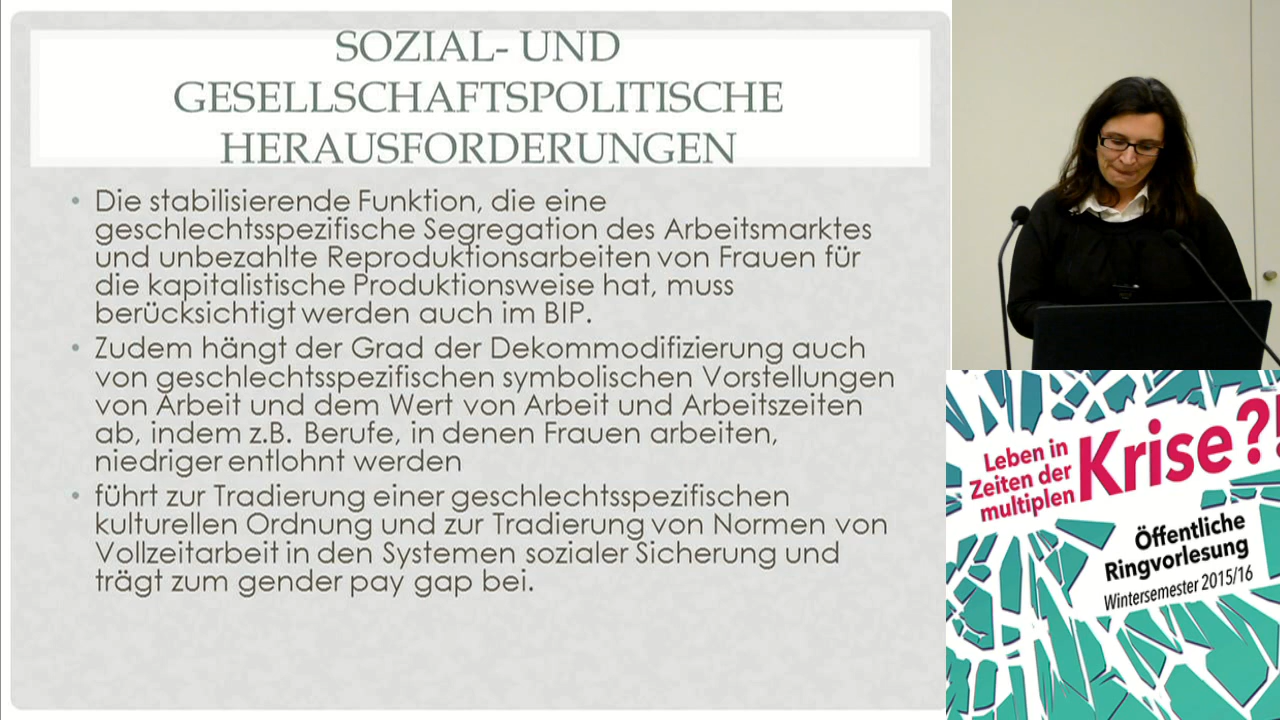 SOZIAL- UND
GESELLSCHAFTSPOLITISCHE
HERAUSFORDERUNGEN
• Die stabilisierende Funktion, die eine
geschlechtsspezifische Segregation des Arbeitsmarktes
und unbezahlte Reproduktionsarbeiten von Frauen für
die kapitalistische Produktionsweise hat, muss
berücksichtigt werden auch im BIP.
• Zudem hängt der Grad der Dekommodifizierung auch
von geschlechtsspezifischen symbolischen Vorstellungen
von Arbeit und dem Wert von Arbeit und Arbeitszeiten
ab, indem z.B. Berufe, in denen Frauen arbeiten,
niedriger entlohnt werden
• führt zur Tradierung einer geschlechtsspezifischen
kulturellen Ordnung und zur Tradierung von Normen von
Vollzeitarbeit in den Systemen sozialer Sicherung und
trägt zum gender pay gap bei.
Leben in
Zeiten der
multiplen
Krise?!
Öffentliche
Ringvorlesung
Wintersemester 2015/16